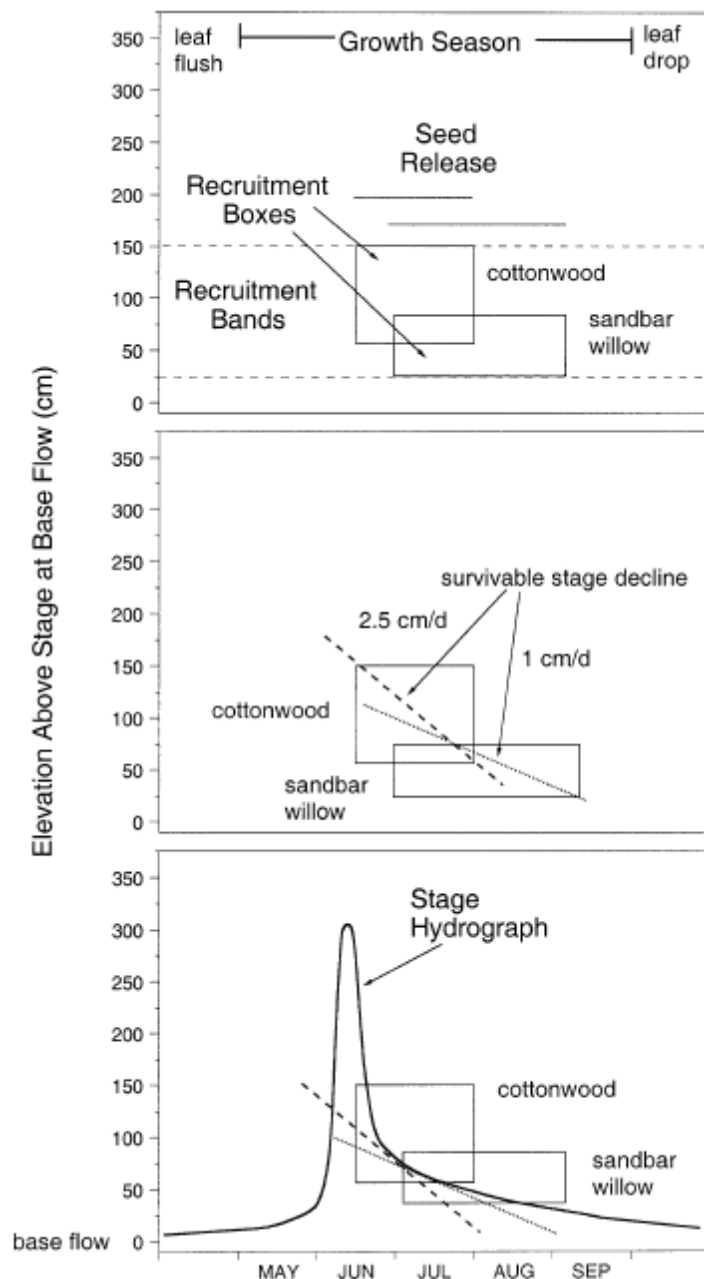 Elevation Above Stage at Base Flow (cm)
350
300
250
200
150
100
50
0
leaf
flush
Growth Season
leaf
drop
Seed
Release
Recruitment
Boxes
Recruitment
Bands
cottonwood
sandbar
willow
350
300
250
200
150
100
50
0
survivable stage decline
2.5 cm/d
1 cm/d
cottonwood
sandbar
willow
350
300
250
200
150
100
50
0
Stage
Hydrograph
cottonwood
sandbar
willow
base flow
MAY
JUN
JUL
AUG
SEP